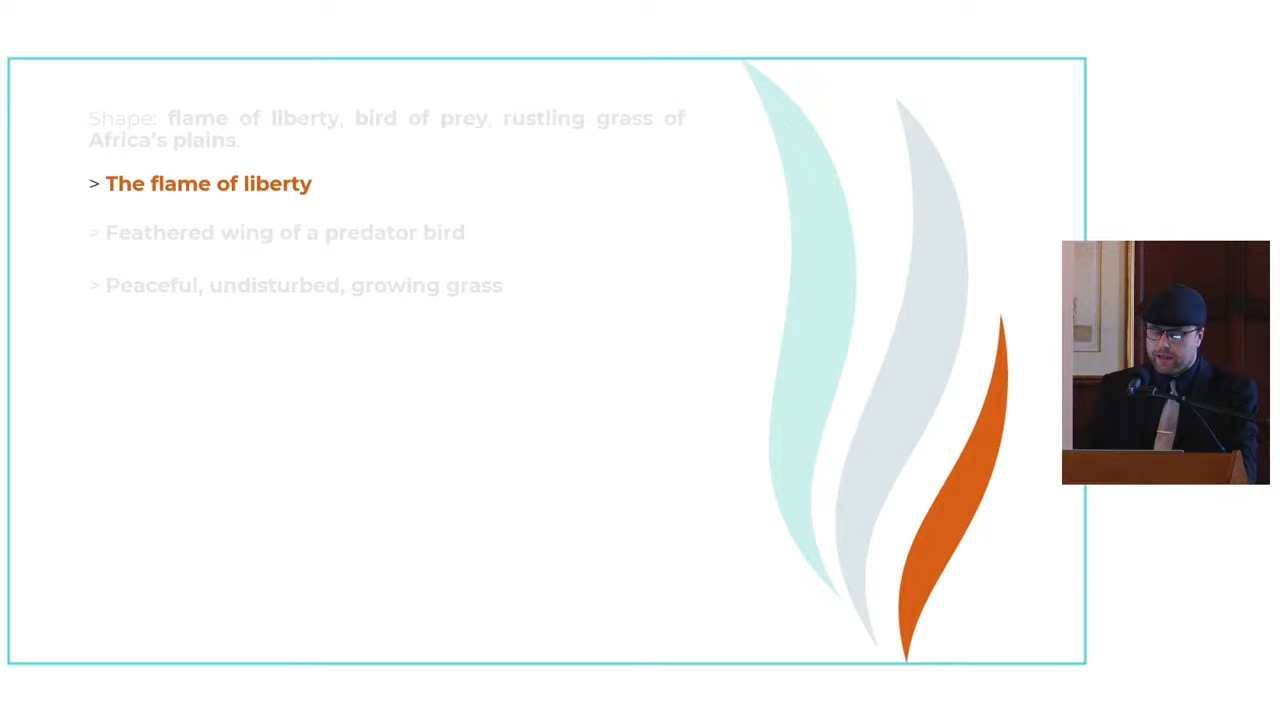 Shape: flame of liberty, bird of prey, rustling grass of
Africa's plains.
> The flame of liberty
> Feathered wing of a predator bird
> Peaceful, undisturbed, growing grass